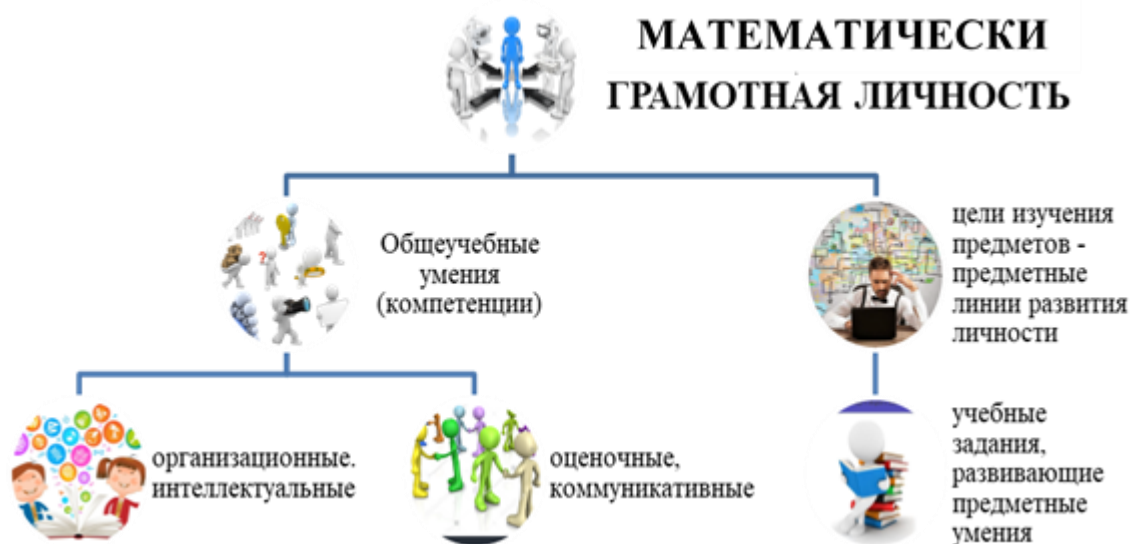 МАТЕМАТИЧЕСКИ
ГРАМОТНАЯ ЛИЧНОСТЬ
Общеучебные
умения
(компетенции)
цели изучения
предметов -
предметные
линии развития
личности
организационные.
интеллектуальные
оценочные,
коммуникативные
учебные
задания,
развивающие
предметные
умения